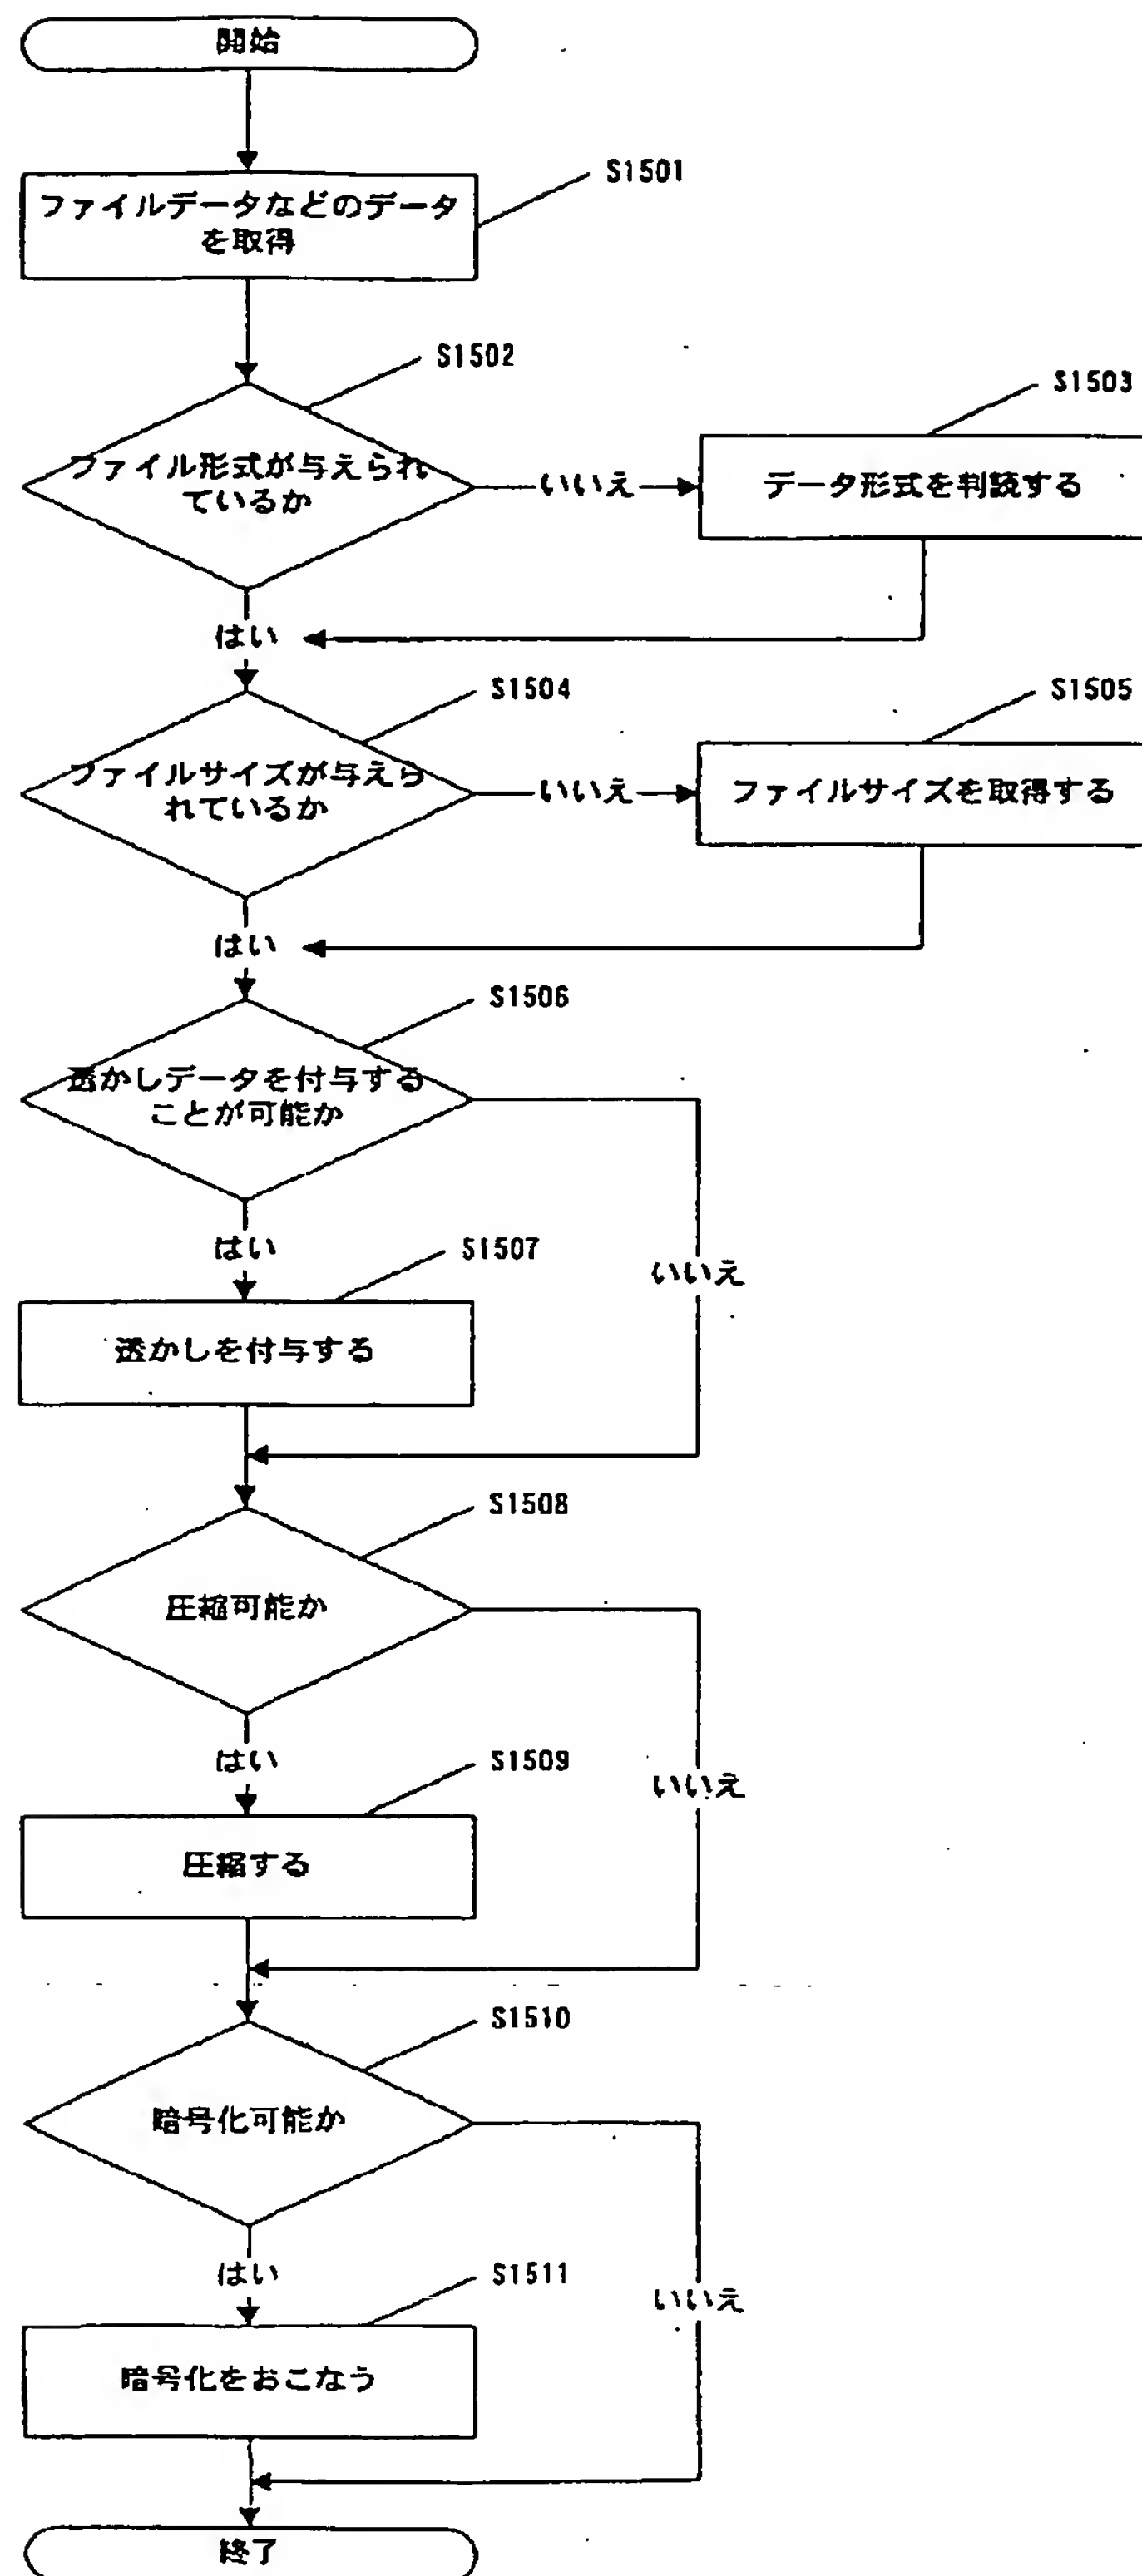 開始
S1501
ファイルデータなどのデータ
を取得
S1502
S1503
ファイル形式が与えられ
ているか
いいえ
データ形式を判読する
はい
S1504
S1505
ファイルサイズが与えら
れているか
いいえ
ファイルサイズを取得する
はい
S1506
透かしデータを付与する
ことが可能か
はい
S1507
いいえ
透かしを付与する
S1508
圧縮可能か
はい
S1509
いいえ
圧縮する
S1510
暗号化可能か
はい
S1511
いいえ
暗号化をおこなう
終了